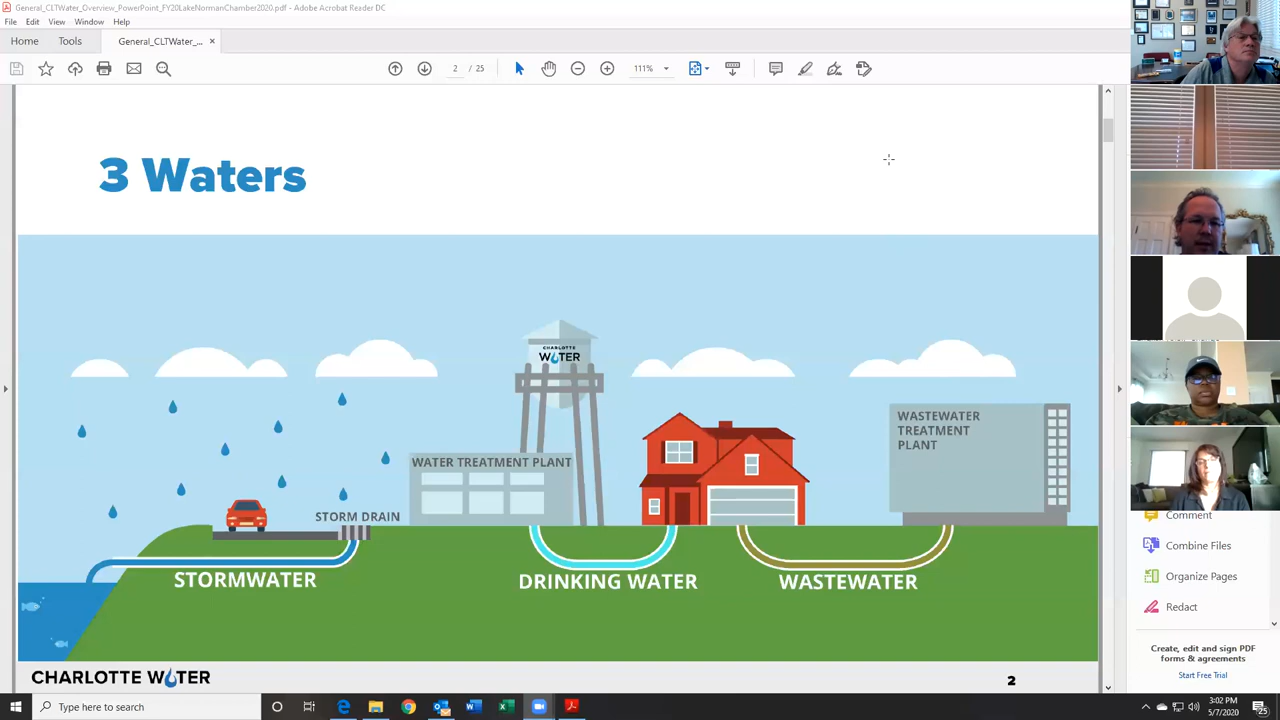 General_CLTWater_Overview_PowerPoint_FY20LakeNormanChamber2020.pdf - Adobe Acrobat Reader DC
File Edit View Window Help
Home Tools General_CLTWater_... ×
111%
3 Waters
CHARLOTTE
WATER
WATER TREATMENT PLANT
WASTEWATER
TREATMENT
PLANT
STORM DRAIN
STORMWATER
DRINKING WATER
WASTEWATER
CHARLOTTE WATER
2
Comment
Combine Files
Organize Pages
Redact
Create, edit and sign PDF
forms & agreements
Start Free Trial
Type here to search
3:02 PM
5/7/2020
25